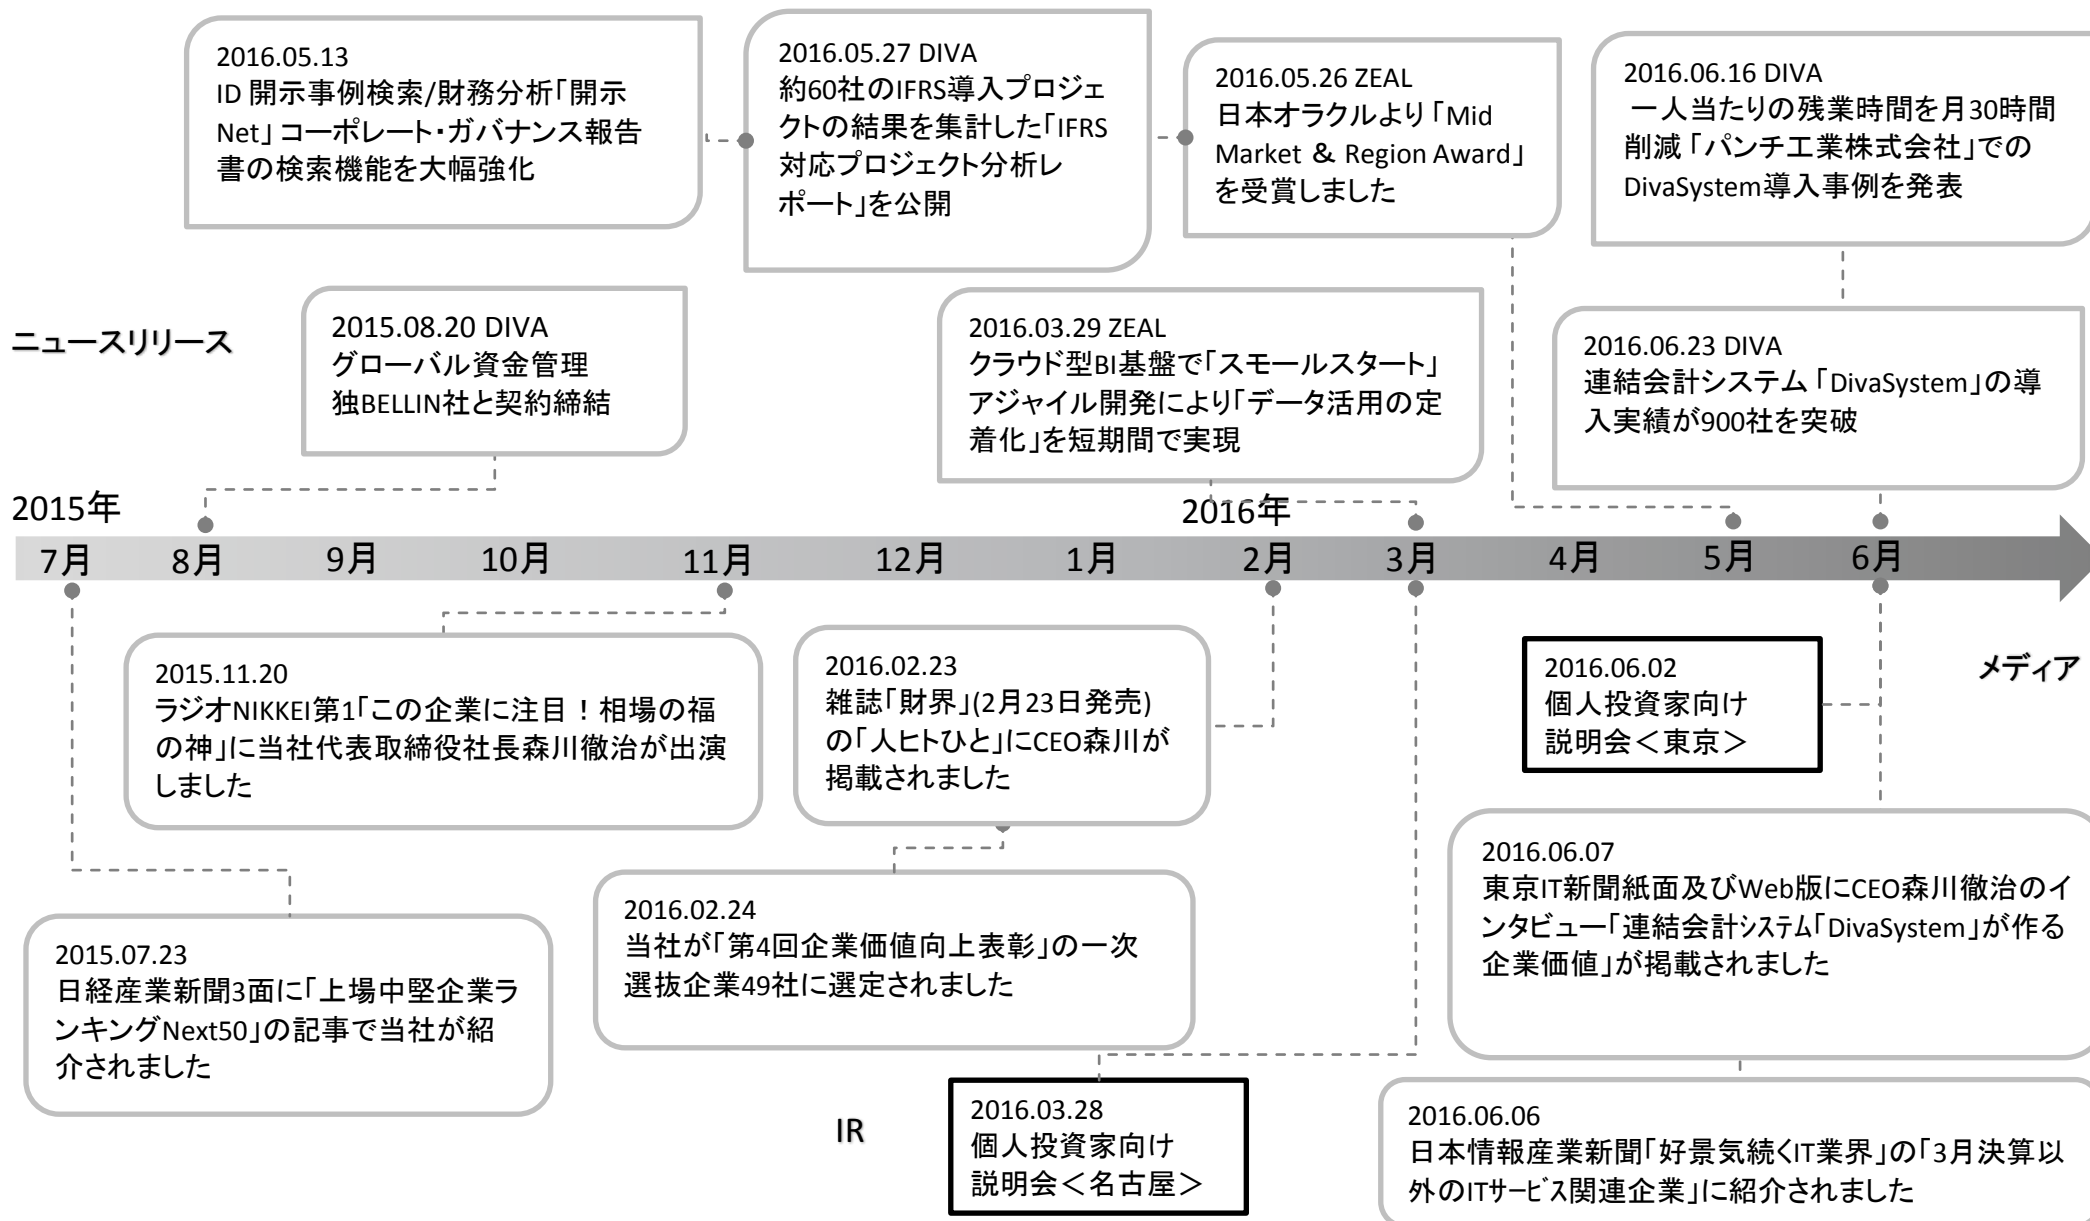 2016.05.13
ID 開示事例検索/財務分析「開示
Net」コーポレート・ガバナンス報告
書の検索機能を大幅強化
2016.05.27 DIVA
約60社のIFRS導入プロジェ
クトの結果を集計した「IFRS
対応プロジェクト分析レ
ポート」を公開
2016.05.26 ZEAL
日本オラクルより「Mid
Market ＆ Region Award」
を受賞しました
2016.06.16 DIVA
一人当たりの残業時間を月30時間
削減「パンチ工業株式会社」での
DivaSystem導入事例を発表
ニュースリリース
2015.08.20 DIVA
グローバル資金管理
独BELLIN社と契約締結
2016.03.29 ZEAL
クラウド型BI基盤で「スモールスタート」
アジャイル開発により「データ活用の定
着化」を短期間で実現
2016.06.23 DIVA
連結会計システム「DivaSystem」の導
入実績が900社を突破
2015年
2016年
7月 8月 9月 10月 11月 12月 1月 2月 3月 4月 5月 6月
2015.11.20
ラジオNIKKEI第1「この企業に注目！相場の福
の神」に当社代表取締役社長森川徹治が出演
しました
2016.02.23
雑誌「財界」(2月23日発売)
の「人ヒトひと」にCEO森川が
掲載されました
2016.06.02
個人投資家向け
説明会＜東京＞
メディア
2015.07.23
日経産業新聞3面に「上場中堅企業ラ
ンキングNext50」の記事で当社が紹
介されました
2016.02.24
当社が「第4回企業価値向上表彰」の一次
選抜企業49社に選定されました
2016.06.07
東京IT新聞紙面及びWeb版にCEO森川徹治のイ
ンタビュー「連結会計ｼｽﾃﾑ「DivaSystem」が作る
企業価値」が掲載されました
IR
2016.03.28
個人投資家向け
説明会＜名古屋＞
2016.06.06
日本情報産業新聞「好景気続くIT業界」の「3月決算以
外のITｻｰﾋﾞｽ関連企業」に紹介されました